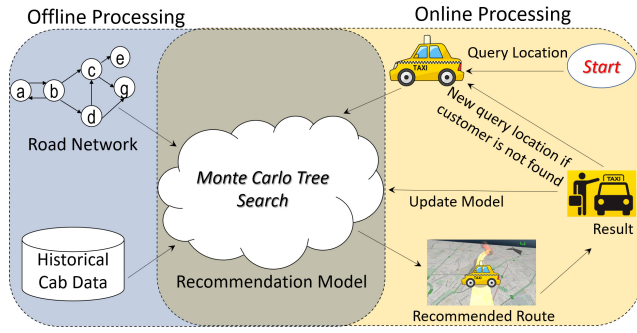 Offline Processing
Online Processing
e
c
a
b
g
d
Road Network
TAXI
Query Location
Start
New query location if
customer is not found
Monte Carlo Tree
Search
TAXI
Update Model
Result
Historical
Cab Data
Recommendation Model
Recommended Route